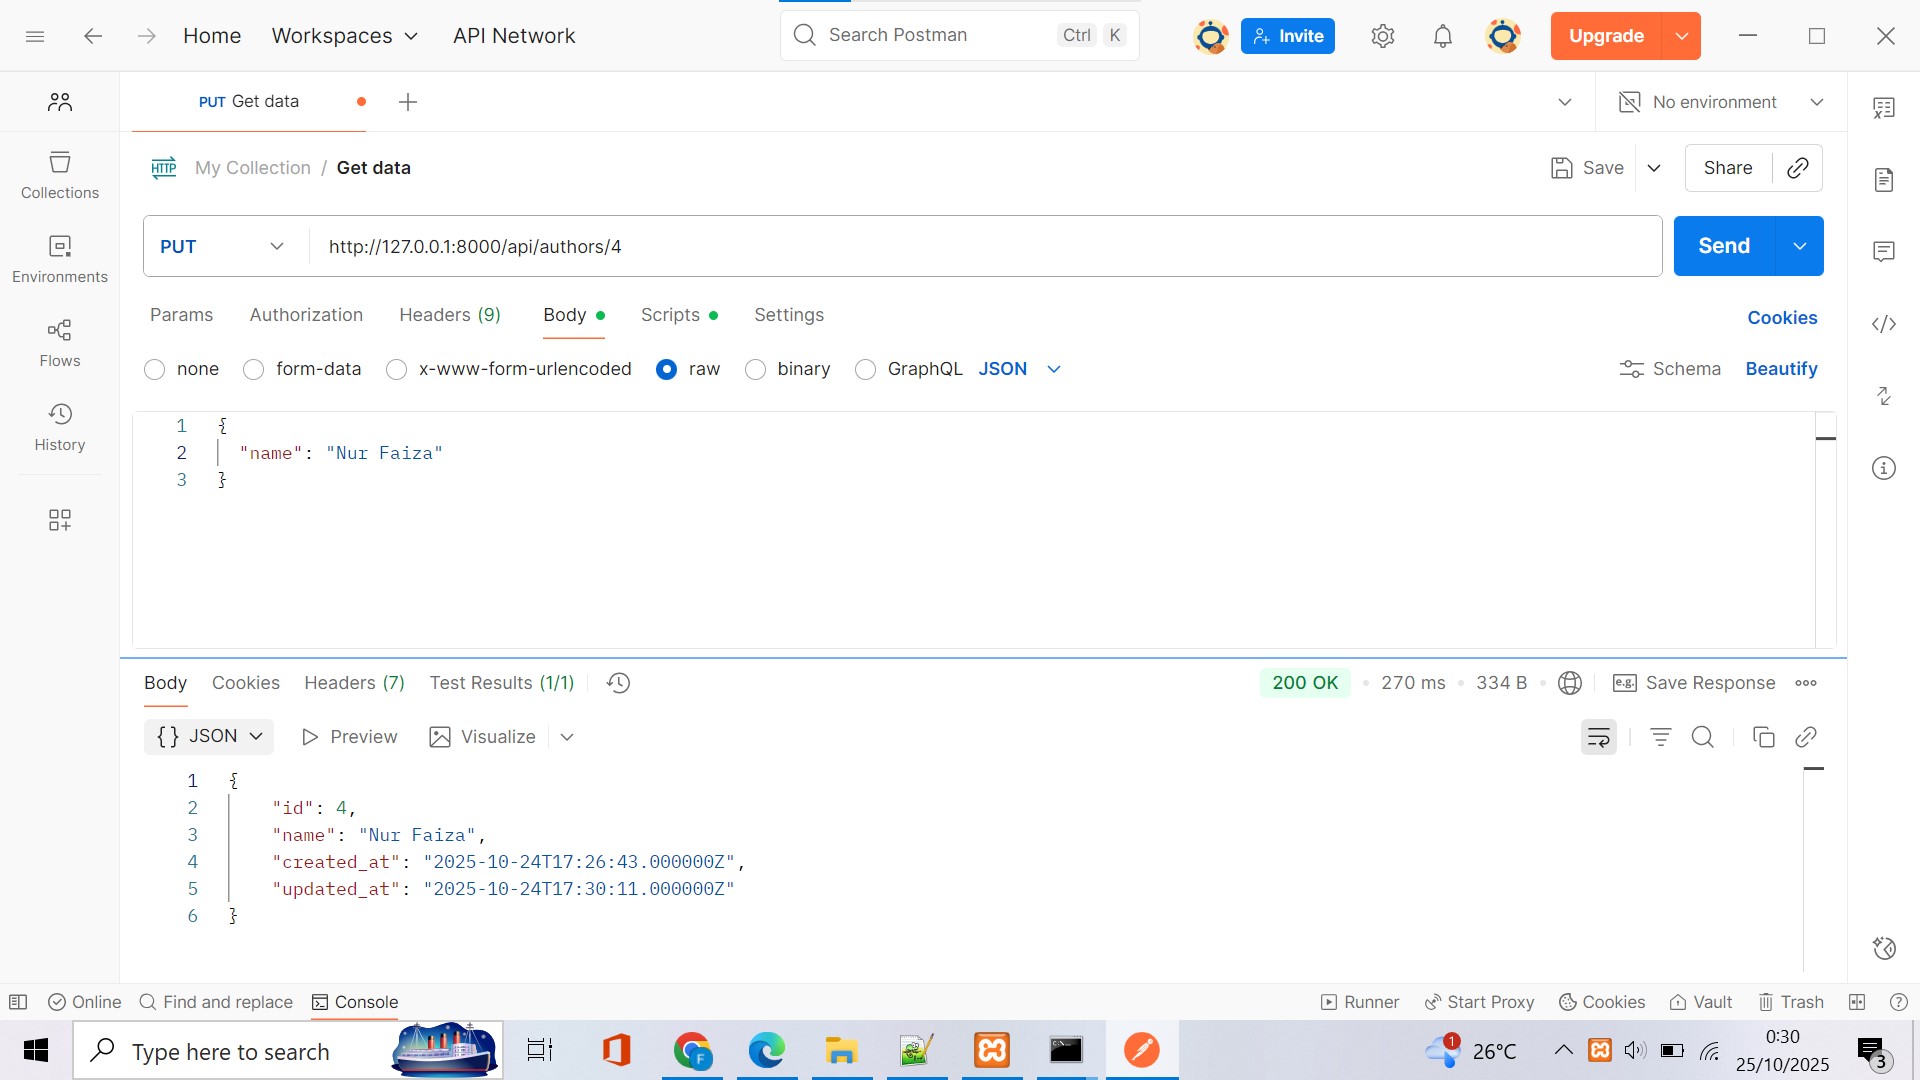 Home Workspaces API Network Search Postman Ctrl K Invite Upgrade
PUT Get data No environment
HTTP My Collection / Get data Save Share
PUT http://127.0.0.1:8000/api/authors/4 Send
Params Authorization Headers (9) Body Scripts Settings Cookies
none form-data x-www-form-urlencoded raw binary GraphQL JSON Schema Beautify
1 {
2 "name": "Nur Faiza"
3 }
Collections
Environments
Flows
History
Body Cookies Headers (7) Test Results (1/1) 200 OK 270 ms 334 B e.g. Save Response
{} JSON Preview Visualize
1 {
2 "id": 4,
3 "name": "Nur Faiza",
4 "created_at": "2025-10-24T17:26:43.000000Z",
5 "updated_at": "2025-10-24T17:30:11.000000Z"
6 }
Online Find and replace Console Runner Start Proxy Cookies Vault Trash
Type here to search F 1 26°C 0:30
25/10/2025 3